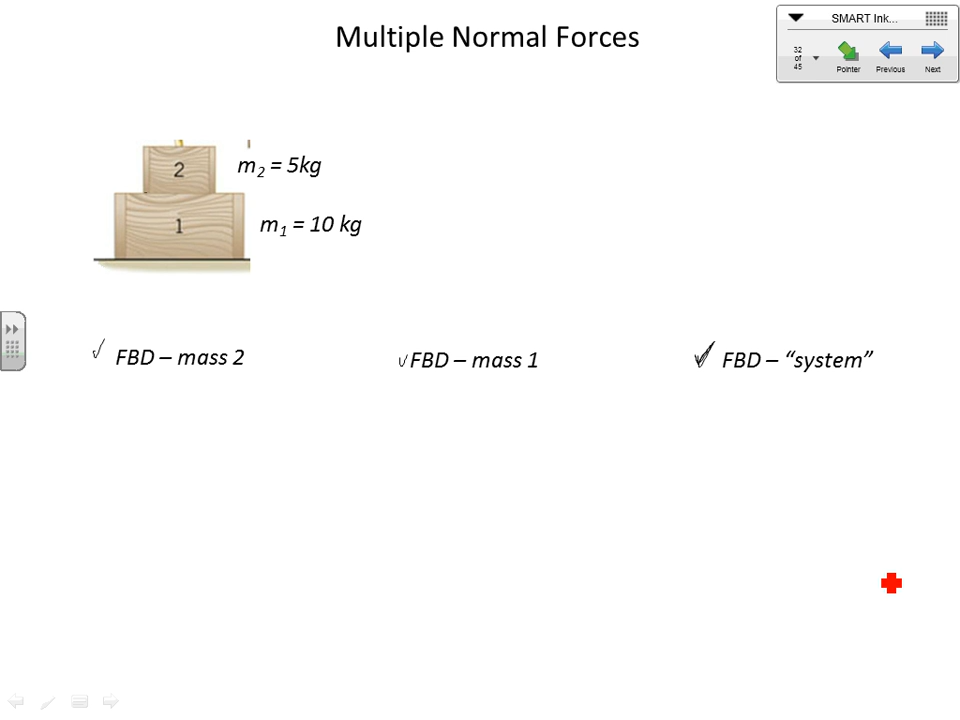 Multiple Normal Forces
SMART Ink...
32
of
45
Pointer
Previous
Next
2
m₂ = 5kg
1
m₁ = 10 kg
FBD – mass 2
FBD – mass 1
FBD – “system”